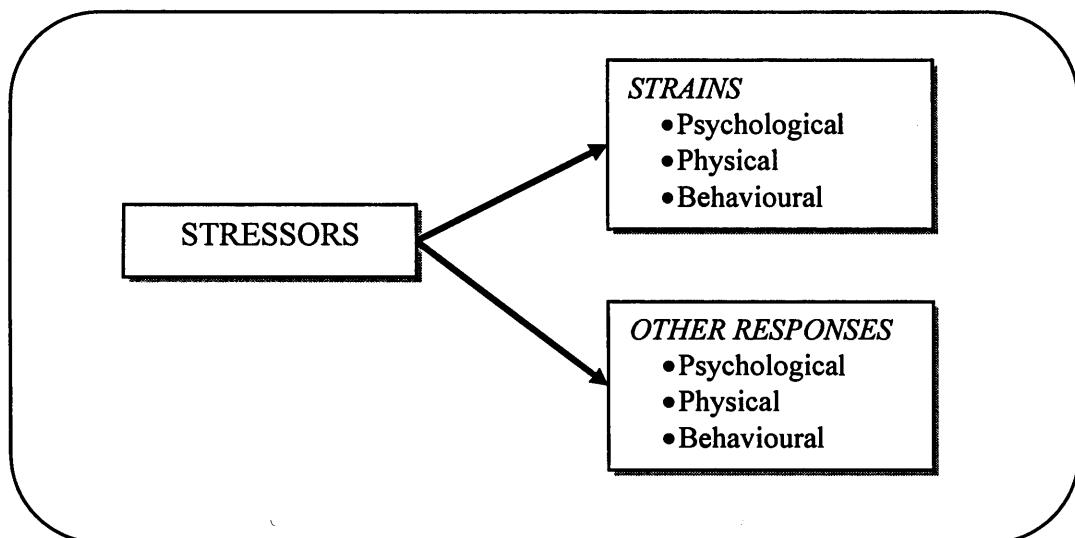 STRAINS
•Psychological
•Physical
•Behavioural
STRESSORS
OTHER RESPONSES
•Psychological
•Physical
•Behavioural